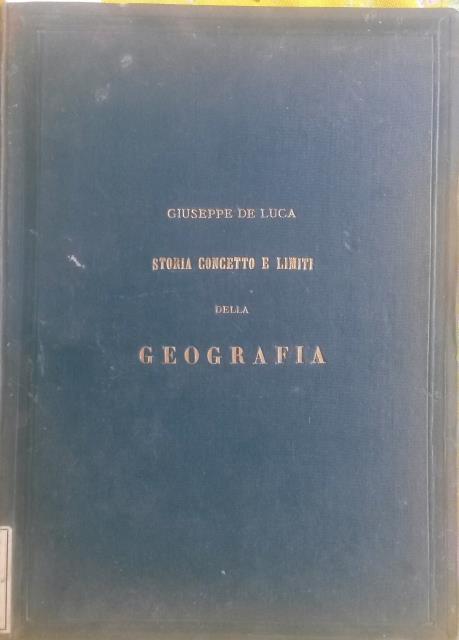 GIUSEPPE DE LUCA
STORIA CONCETTO E LIMITI
DELLA
GEOGRAFIA